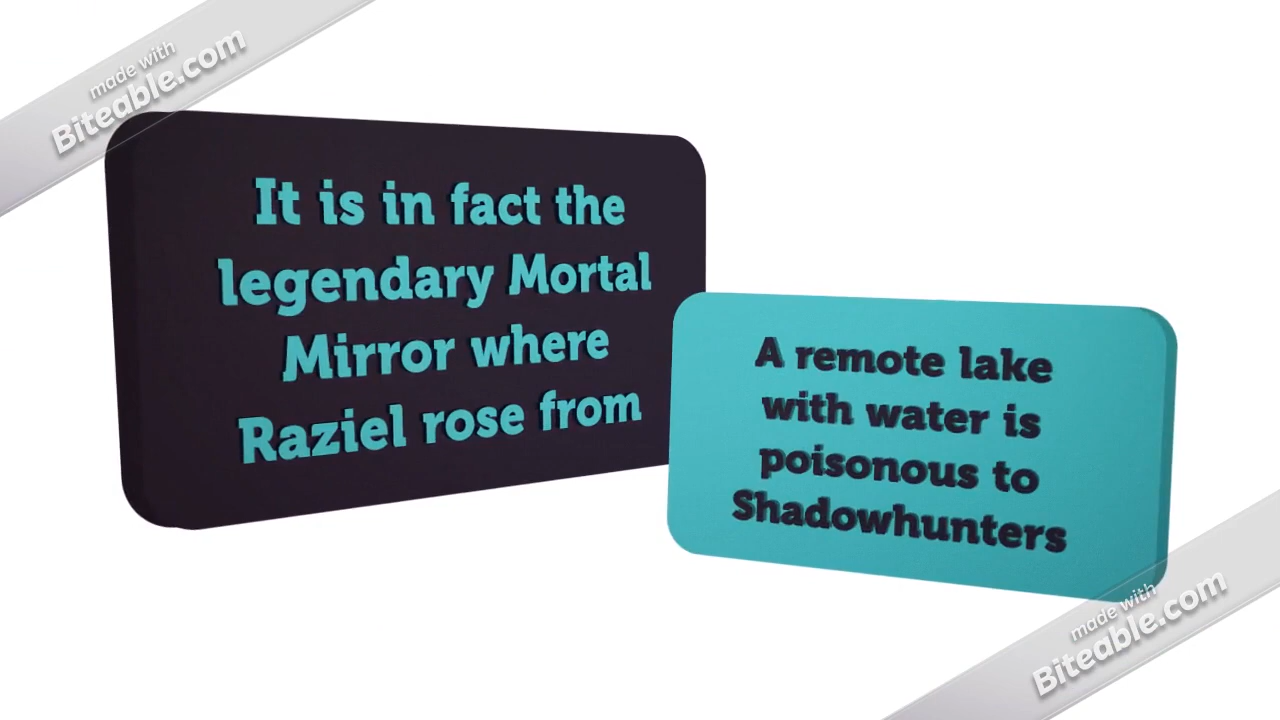 made with
Biteable.com
It is in fact the
legendary Mortal
Mirror where
Raziel rose from
A remote lake
with water is
poisonous to
Shadowhunters
made with
Biteable.com